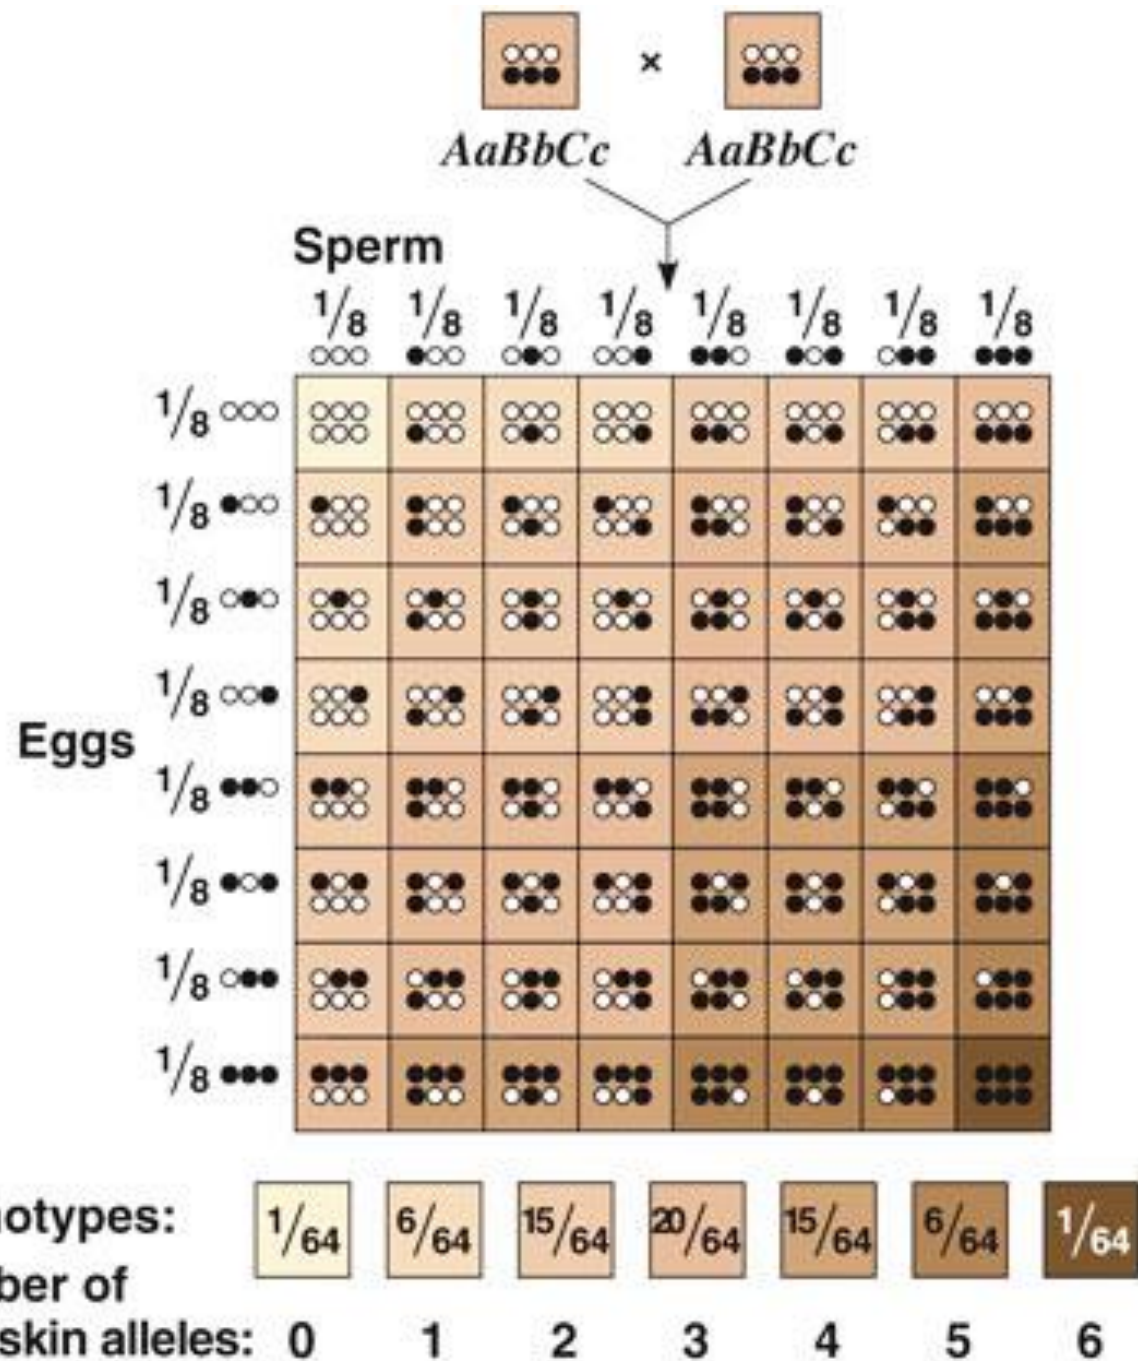 ×
AaBbCc AaBbCc
Sperm
1/8 1/8 1/8 1/8 1/8 1/8 1/8 1/8
1/8
1/8
1/8
1/8
Eggs
1/8
1/8
1/8
1/8
notypes: 1/64 6/64 15/64 20/64 15/64 6/64 1/64
ber of
skin alleles: 0 1 2 3 4 5 6